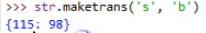 >>> str.maketrans('s', 'b')
{115: 98}